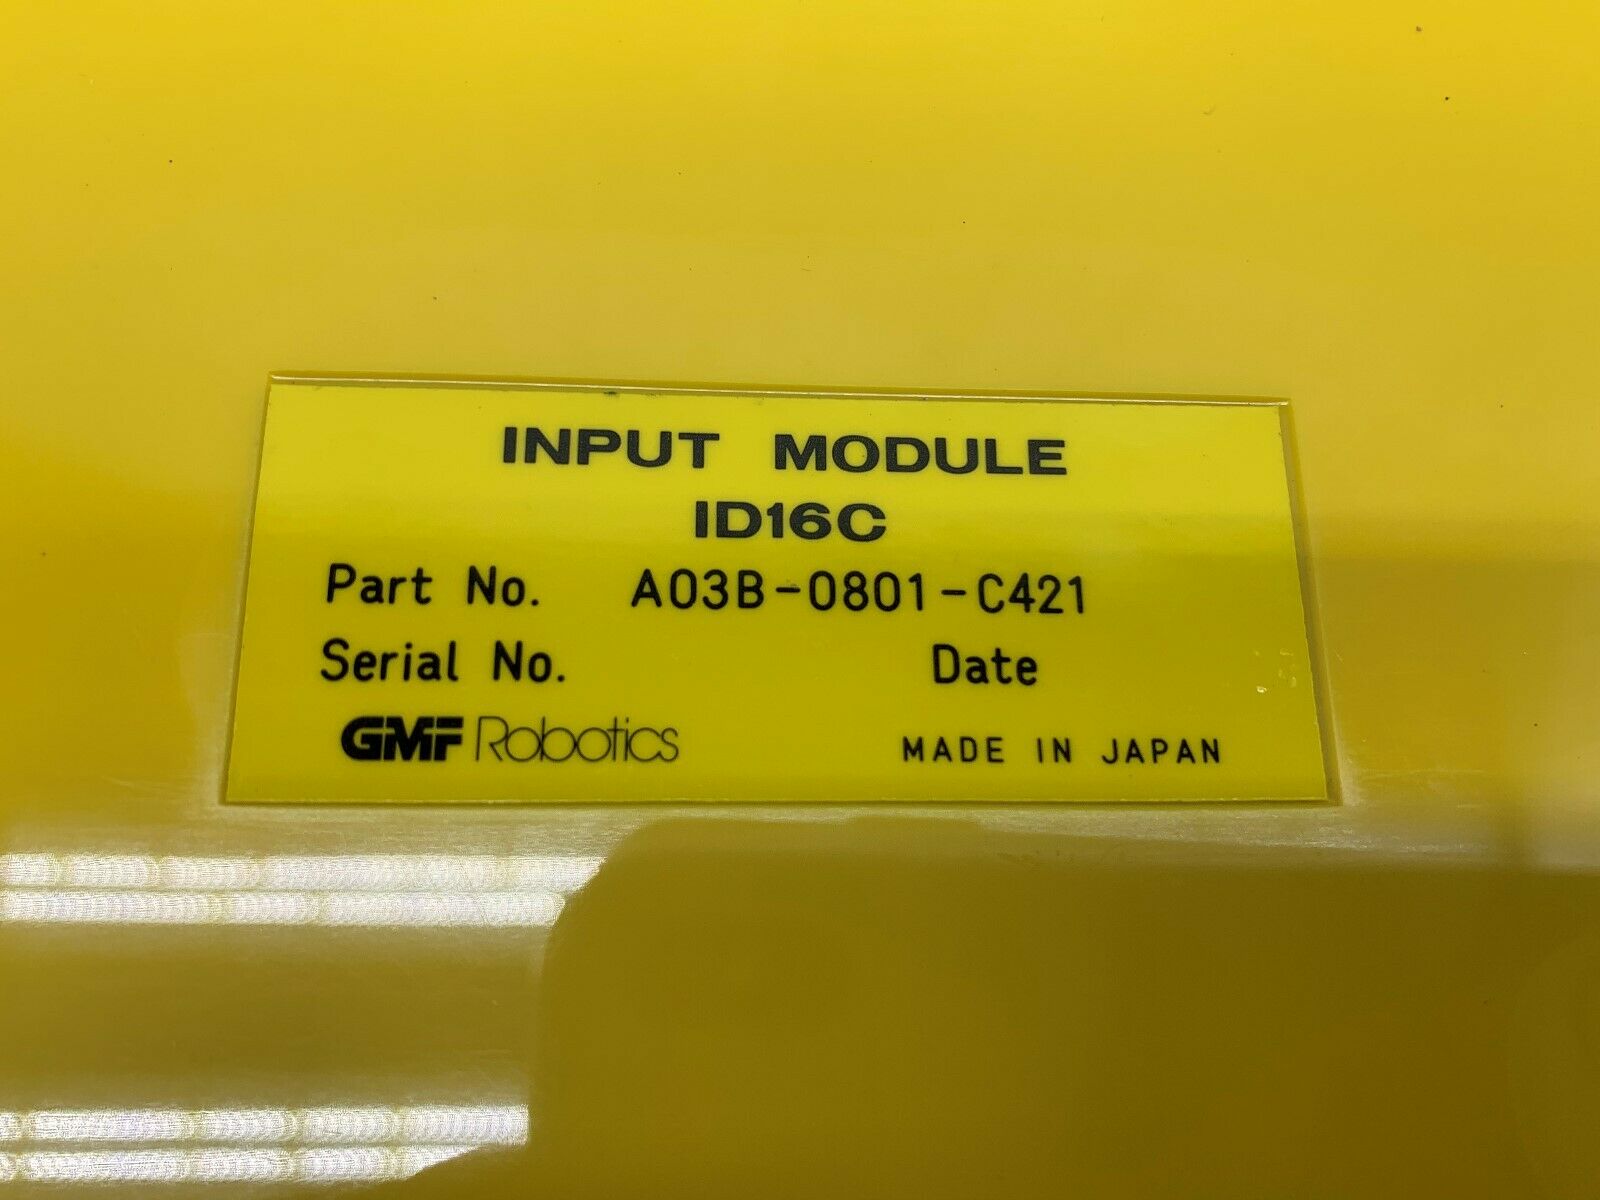 INPUT MODULE
ID16C
Part No. A03B-0801-C421
Serial No. Date
GMF Robotics MADE IN JAPAN